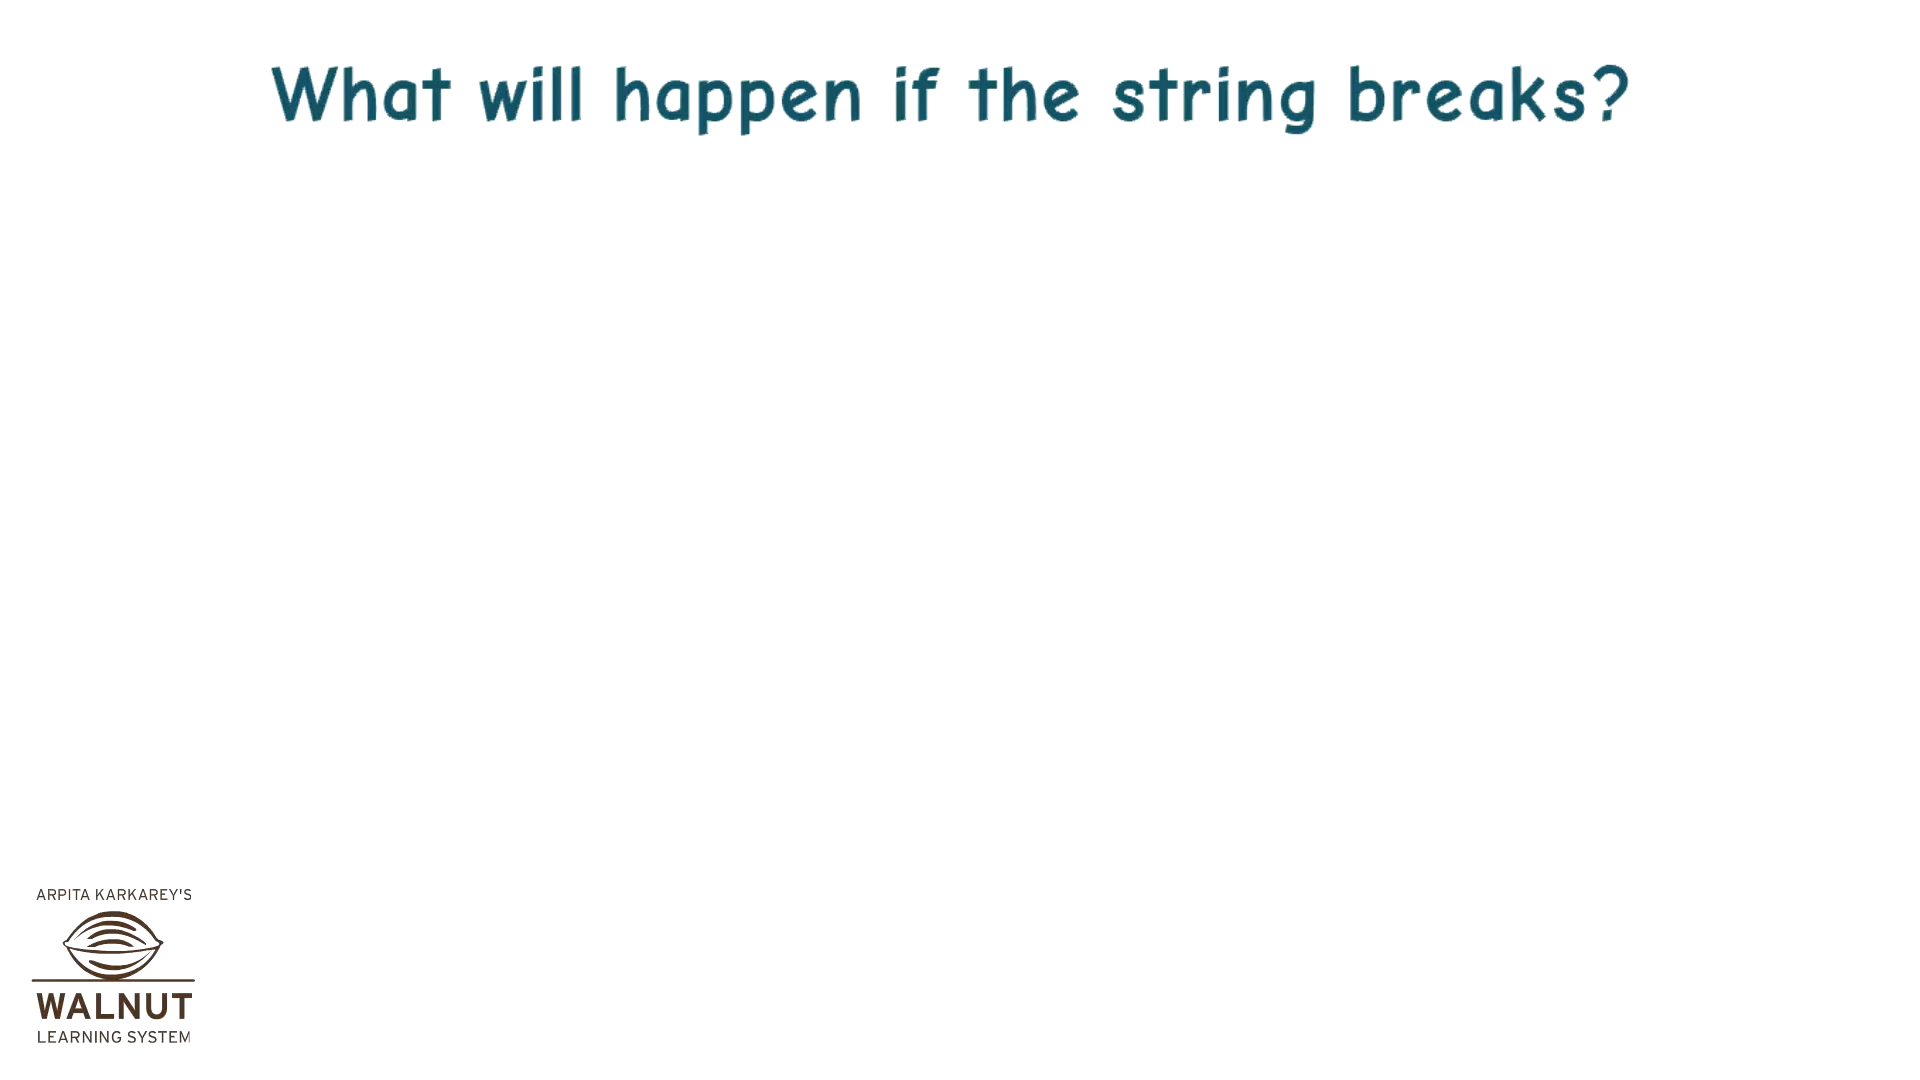 What will happen if the string breaks?
ARPITA KARKAREY'S
WALNUT
LEARNING SYSTEM